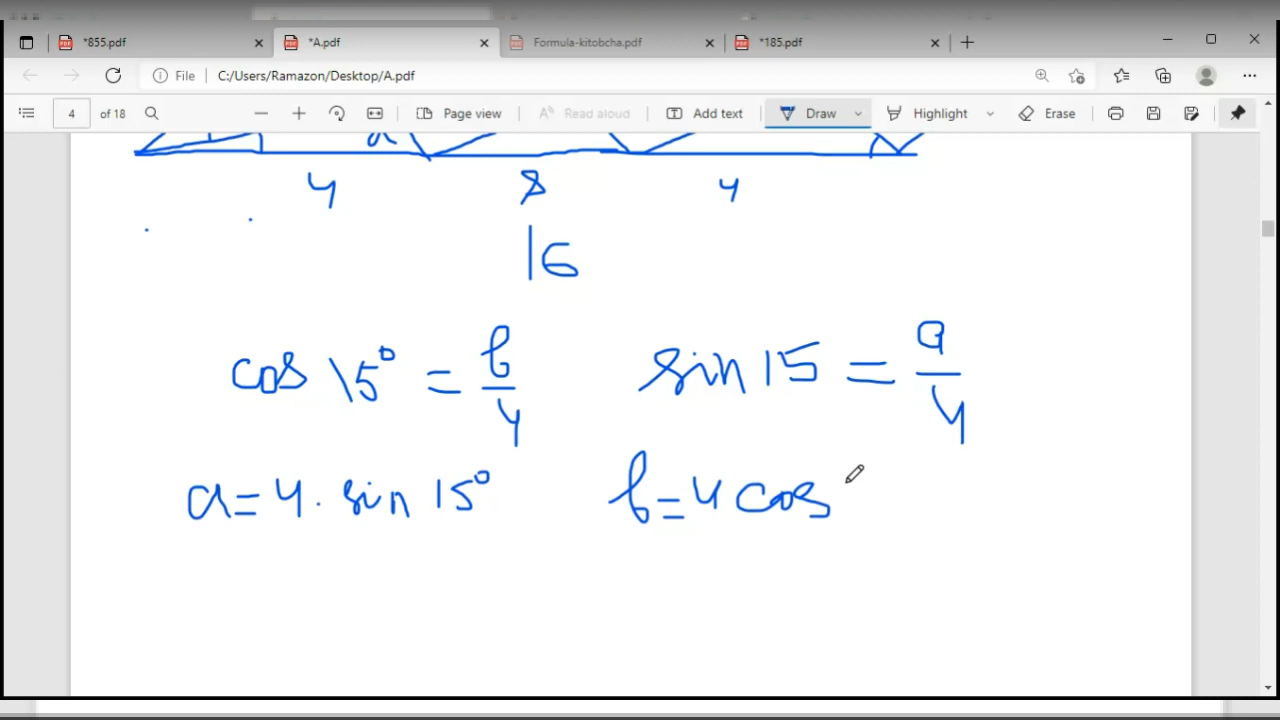 *855.pdf *A.pdf Formula-kitobcha.pdf *185.pdf
File C:/Users/Ramazon/Desktop/A.pdf
4 of 18 Page view Read aloud Add text Draw Highlight Erase
a
4 8 4
16
cos 15° = b/4 sin 15 = a/4
a = 4 · sin 15° b = 4 cos